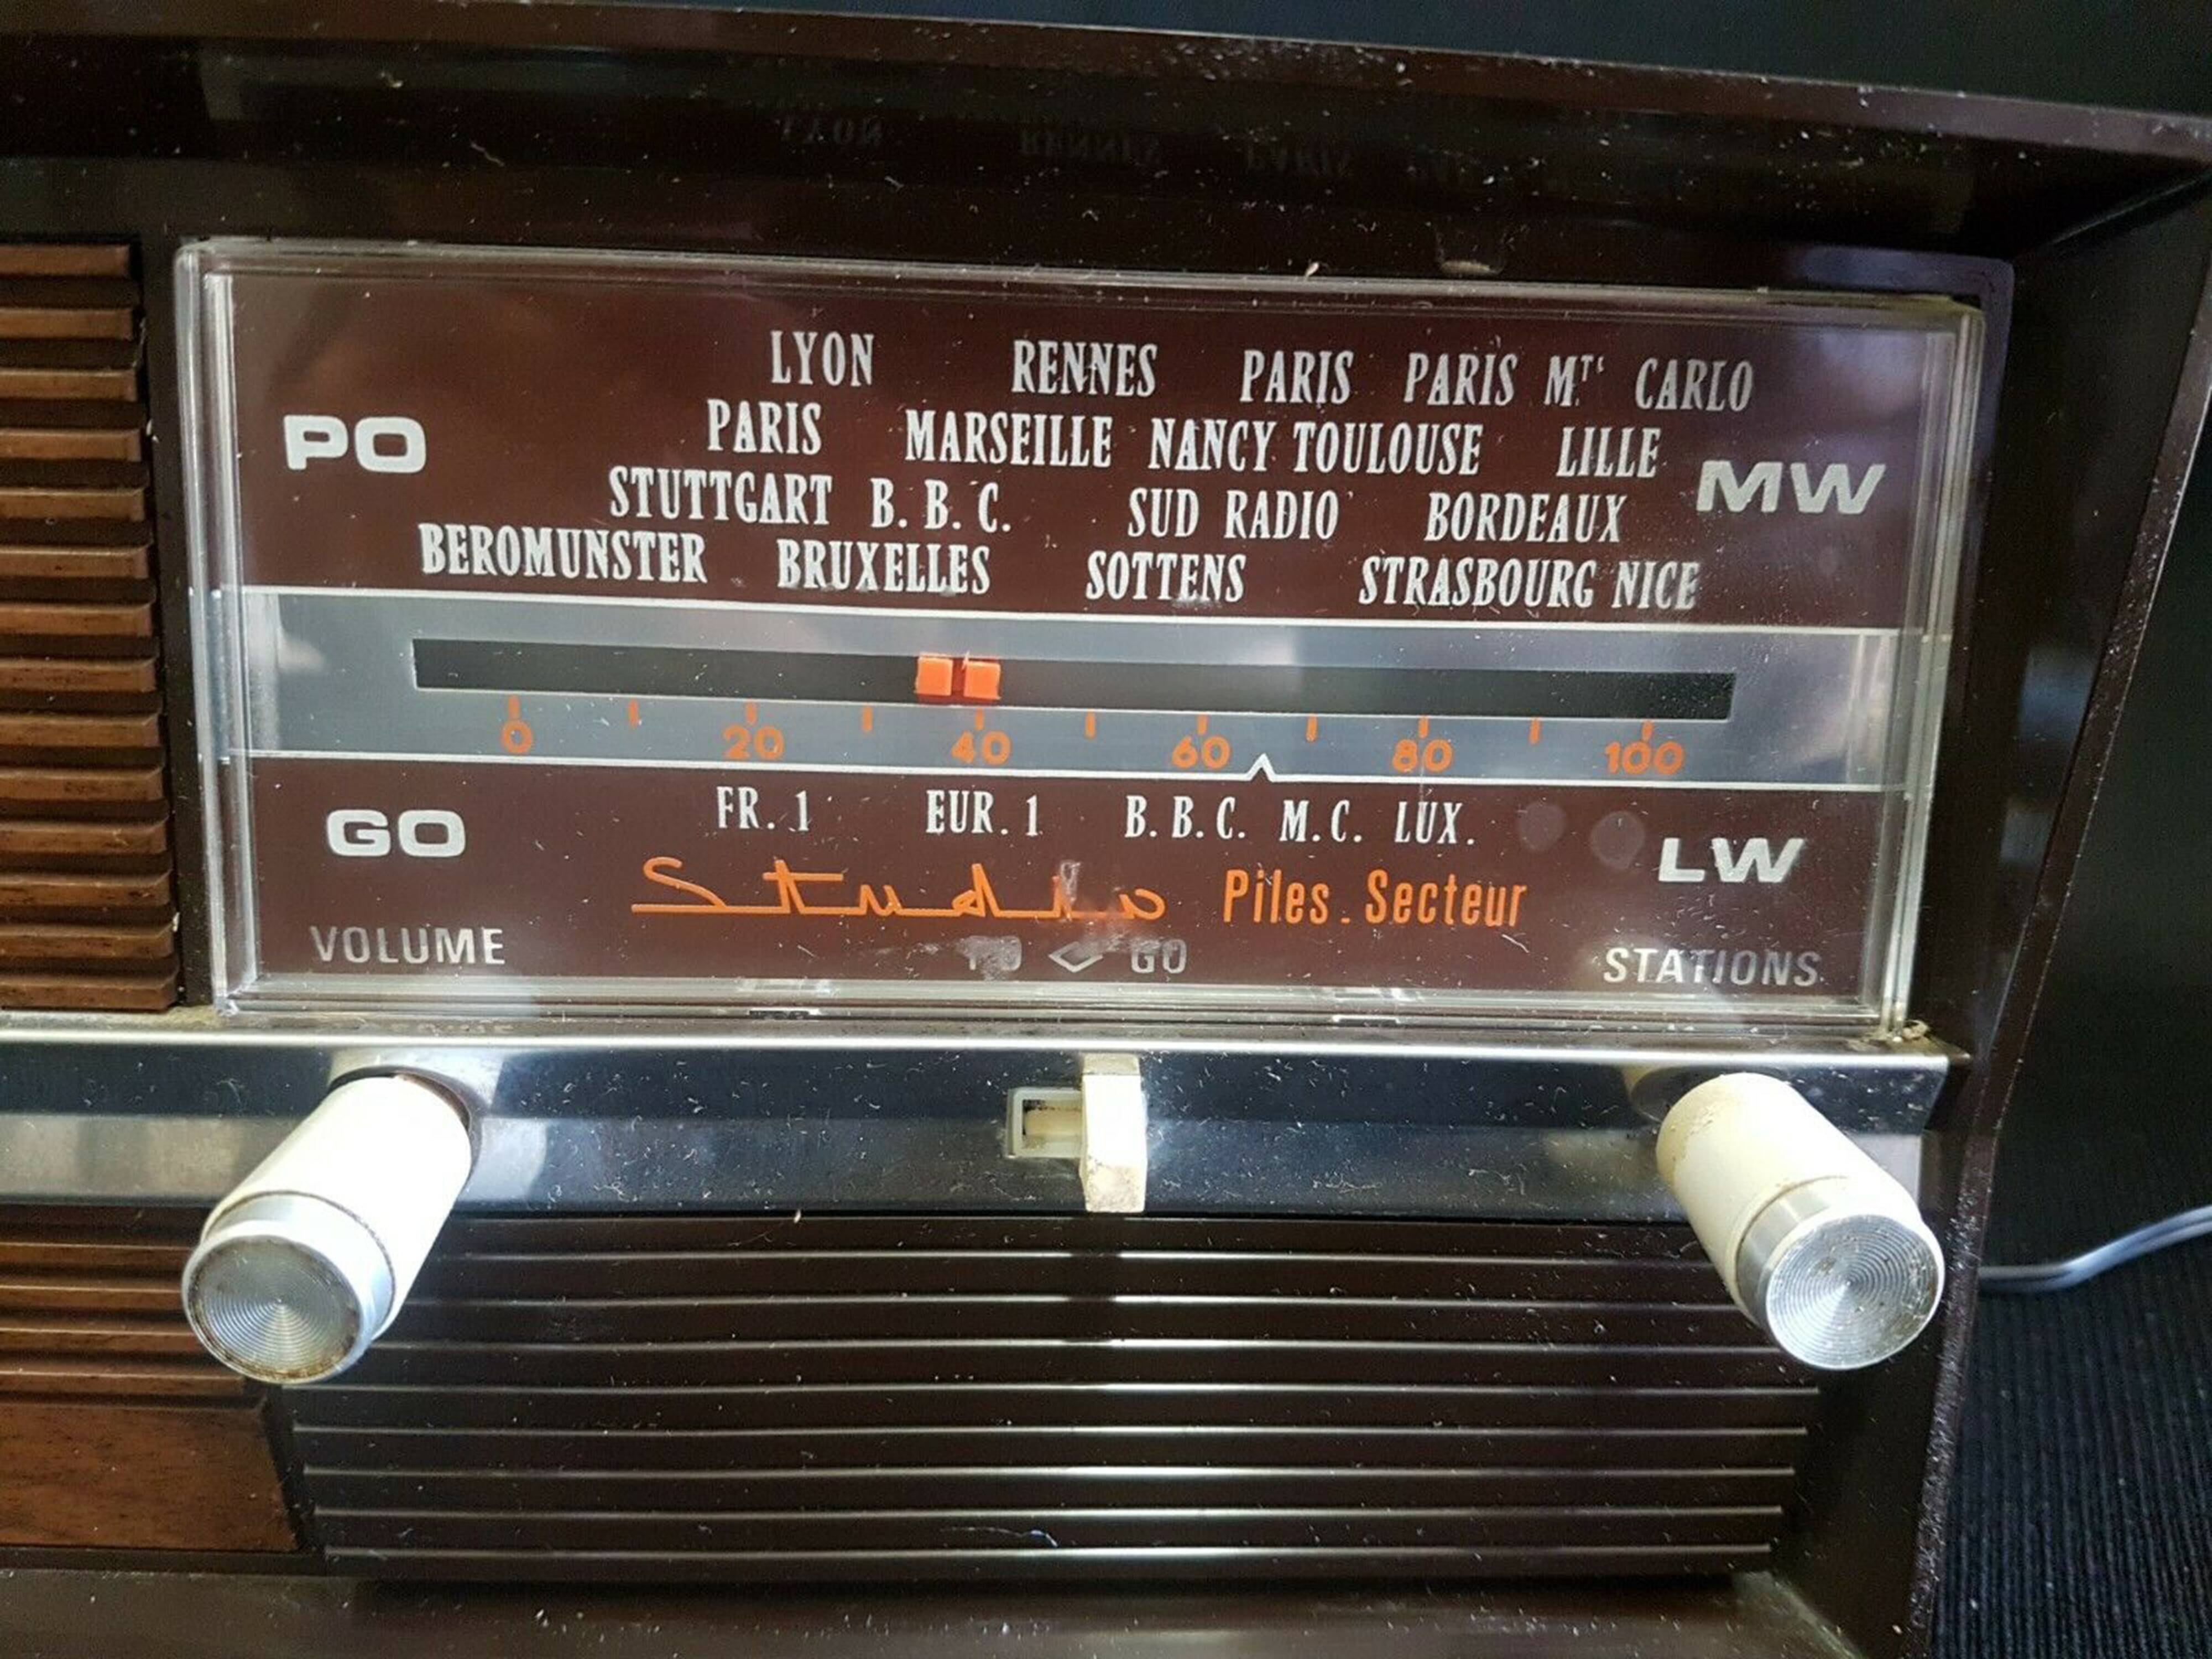 LYON RENNES PARIS PARIS MT. CARLO
PO PARIS MARSEILLE NANCY TOULOUSE LILLE MW
STUTTGART B. B. C. SUD RADIO BORDEAUX
BEROMUNSTER BRUXELLES SOTTENS STRASBOURG NICE
0 20 40 60 80 100
GO FR. 1 EUR. 1 B. B. C. M. C. LUX. LW
Studio Piles. Secteur
VOLUME GO STATIONS